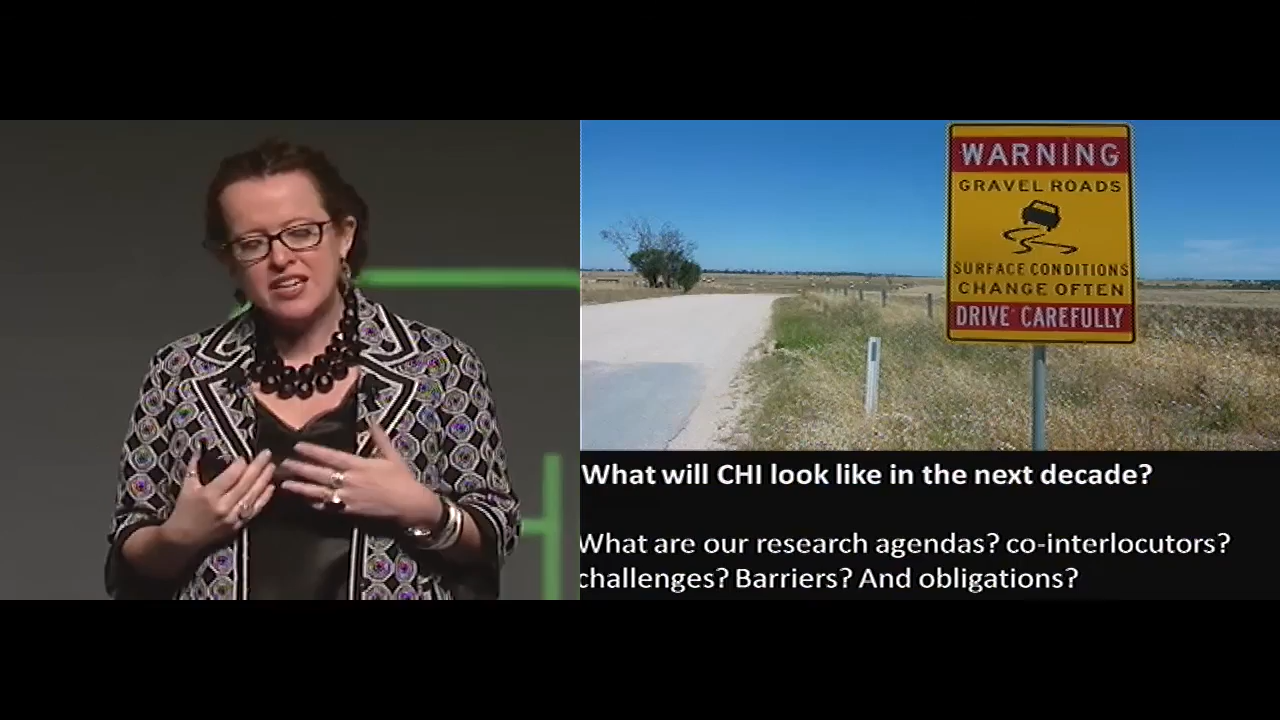 WARNING
GRAVEL ROADS
SURFACE CONDITIONS
CHANGE OFTEN
DRIVE CAREFULLY
What will CHI look like in the next decade?
What are our research agendas? co-interlocutors?
challenges? Barriers? And obligations?